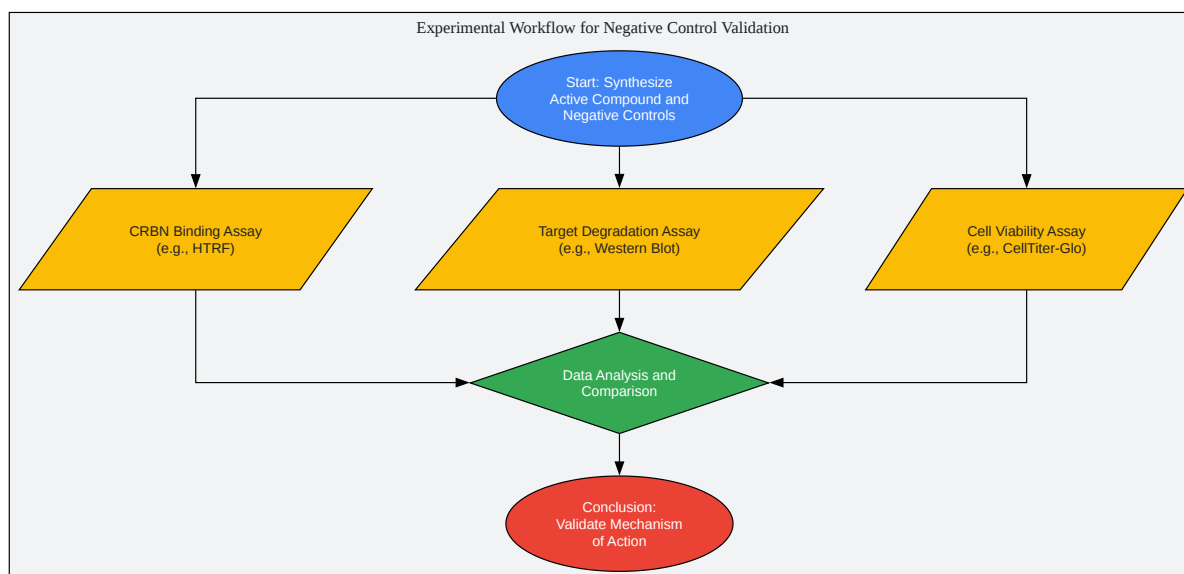 Experimental Workflow for Negative Control Validation
Start: Synthesize
Active Compound and
Negative Controls
CRBN Binding Assay
(e.g., HTRF)
Target Degradation Assay
(e.g., Western Blot)
Cell Viability Assay
(e.g., CellTiter-Glo)
Data Analysis and
Comparison
Conclusion:
Validate Mechanism
of Action